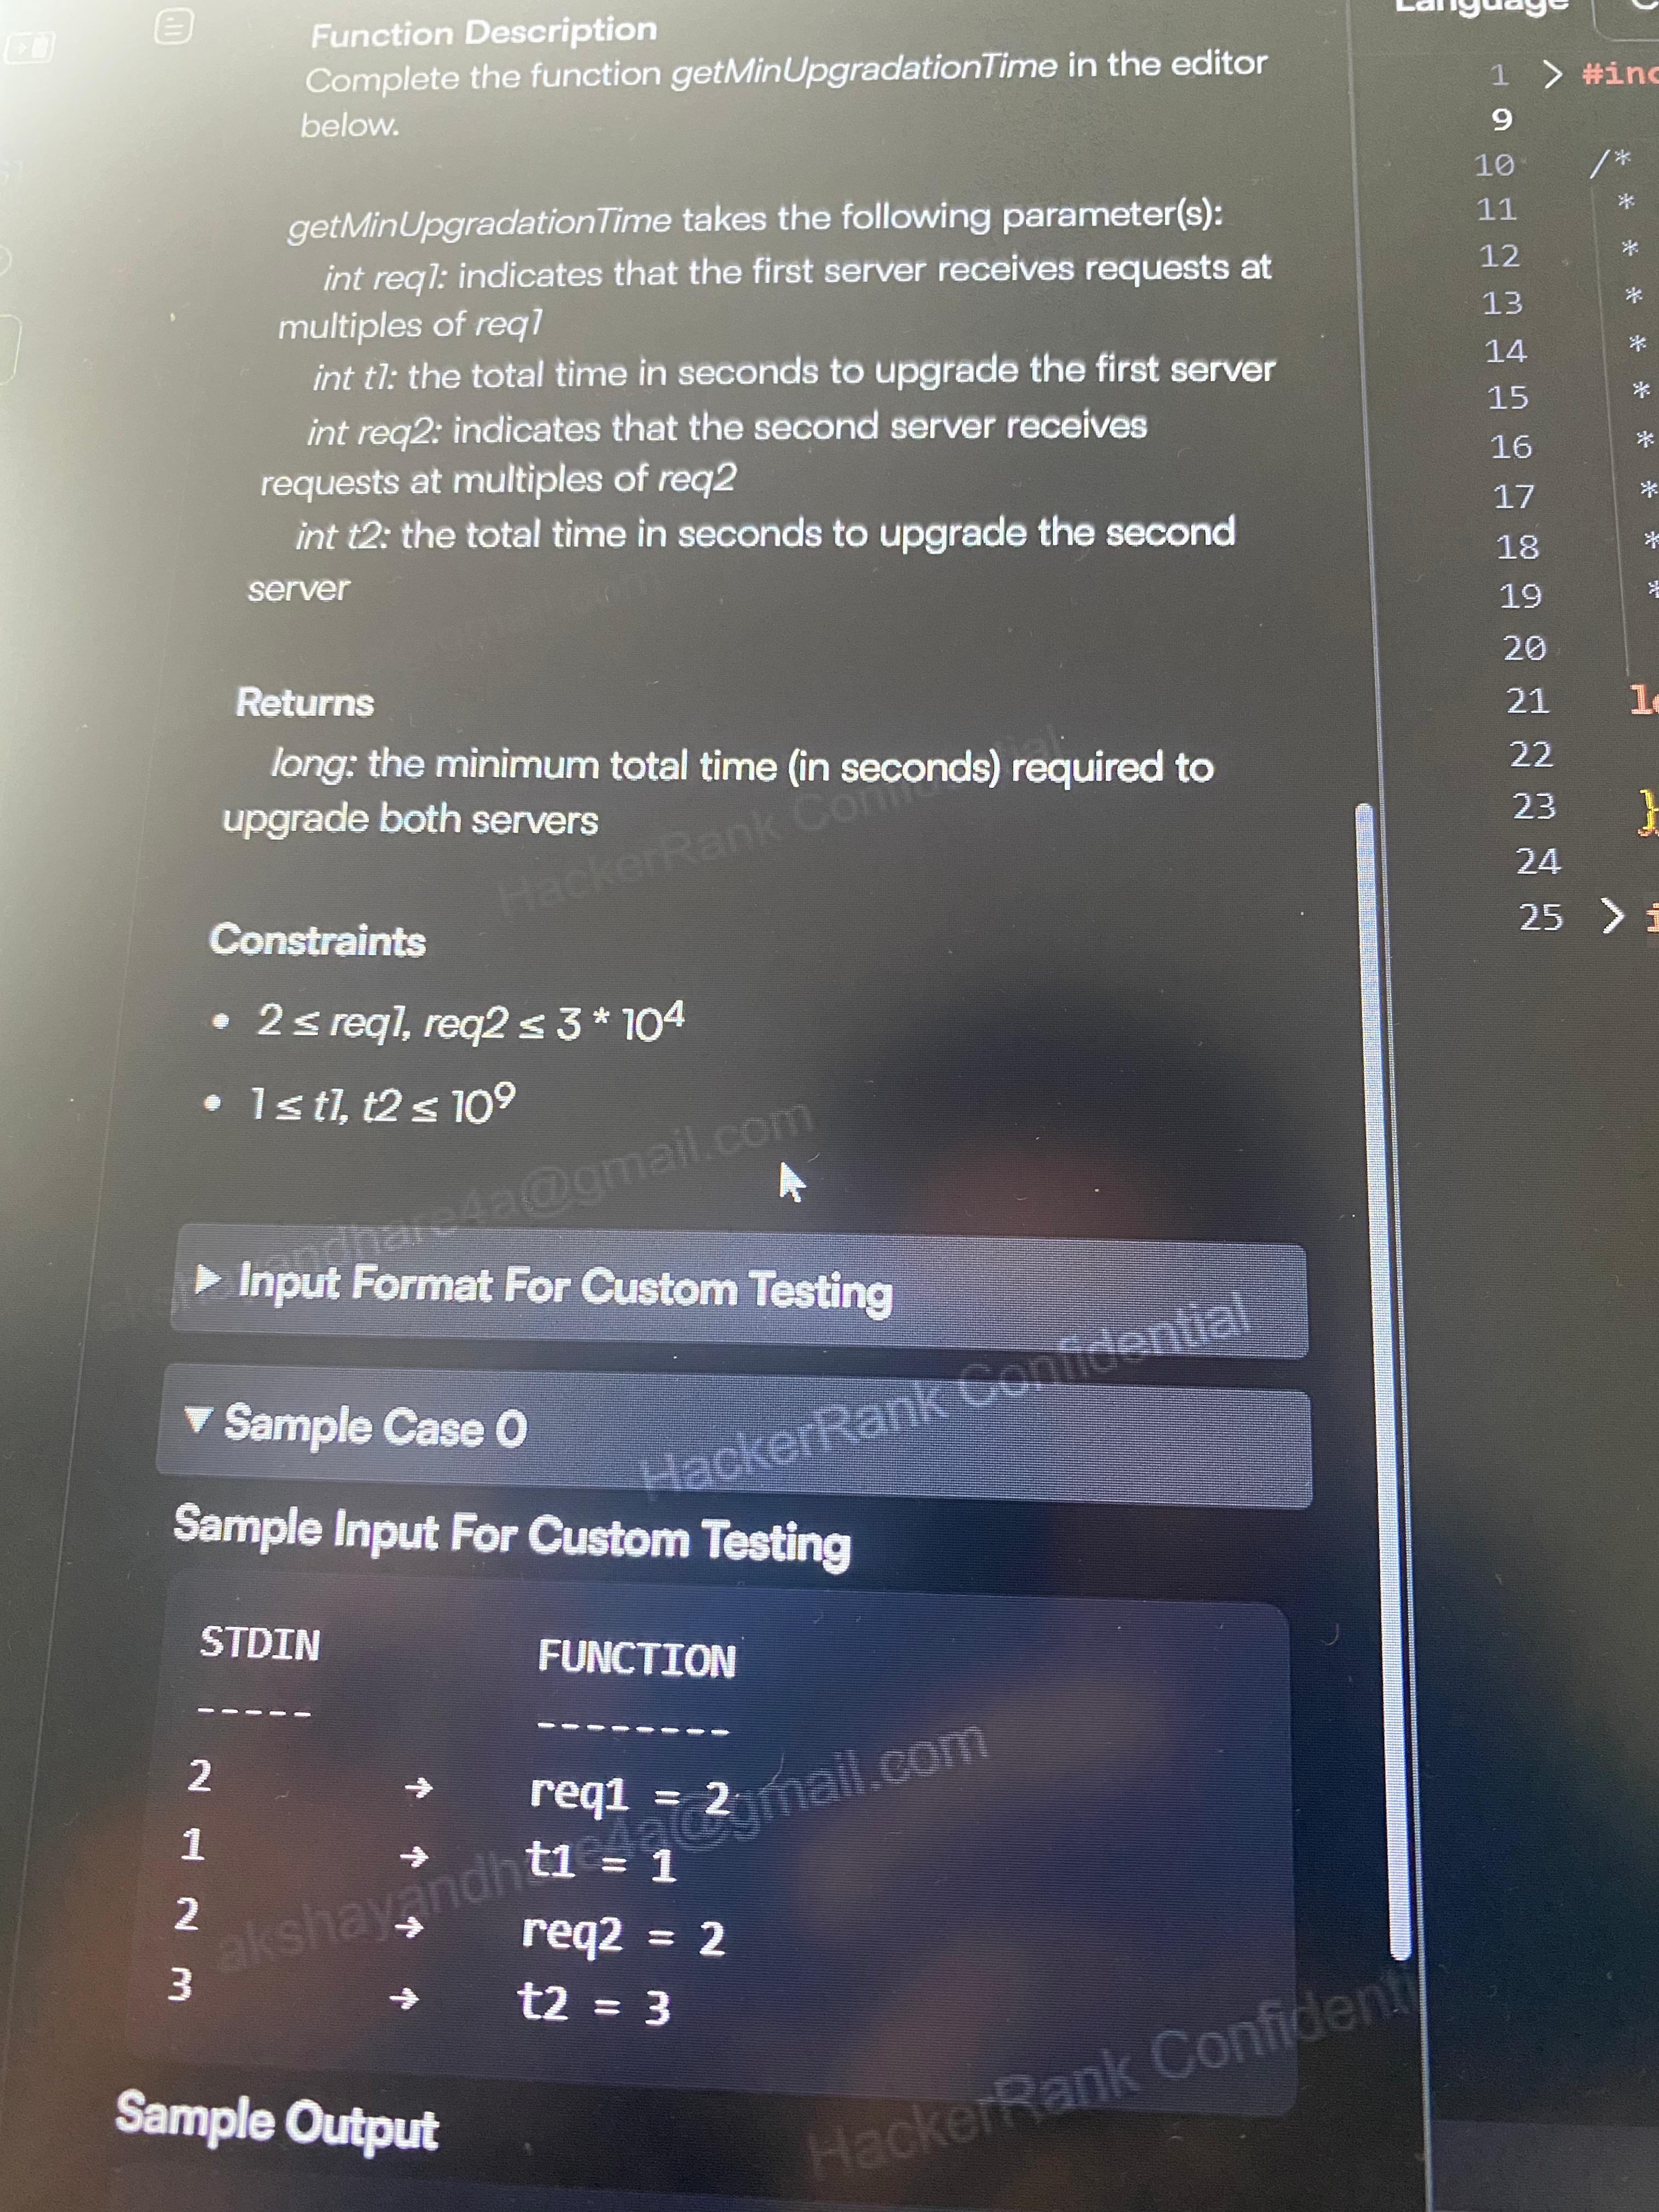 Function Description
Complete the function getMinUpgradationTime in the editor
below.
getMinUpgradationTime takes the following parameter(s):
int req1: indicates that the first server receives requests at
multiples of req1
int t1: the total time in seconds to upgrade the first server
int req2: indicates that the second server receives
requests at multiples of req2
int t2: the total time in seconds to upgrade the second
server
Returns
long: the minimum total time (in seconds) required to
upgrade both servers
HackerRank Confidential
Constraints
• 2 ≤ req1, req2 ≤ 3 * 10⁴
• 1 ≤ t1, t2 ≤ 10⁹
▶ Input Format For Custom Testing
HackerRank Confidential
▼ Sample Case 0
Sample Input For Custom Testing
STDIN FUNCTION
----- --------
2 → req1 = 2
1 → t1 = 1
2 → req2 = 2
3 → t2 = 3
HackerRank
Sample Output
Language
1 >
9
10 /*
11 *
12 *
13 *
14 *
15 *
16 *
17 *
18 *
19 *
20
21
22
23 }
24
25 >